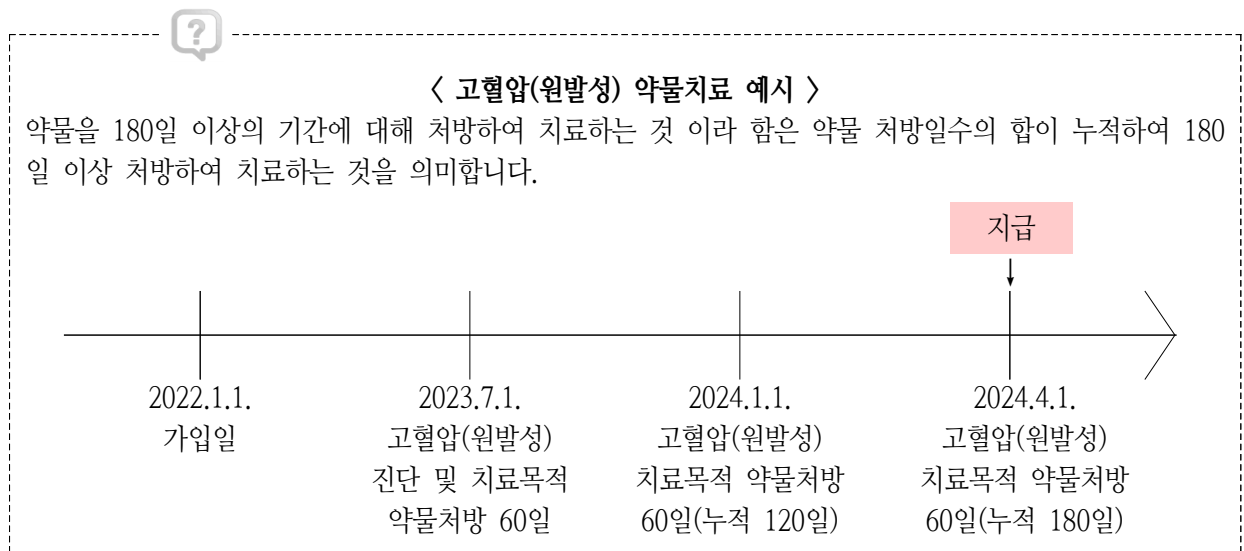 ?
〈 고혈압(원발성) 약물치료 예시 〉
약물을 180일 이상의 기간에 대해 처방하여 치료하는 것 이라 함은 약물 처방일수의 합이 누적하여 180
일 이상 처방하여 치료하는 것을 의미합니다.
지급
2022.1.1.
가입일
2023.7.1.
고혈압(원발성)
진단 및 치료목적
약물처방 60일
2024.1.1.
고혈압(원발성)
치료목적 약물처방
60일(누적 120일)
2024.4.1.
고혈압(원발성)
치료목적 약물처방
60일(누적 180일)